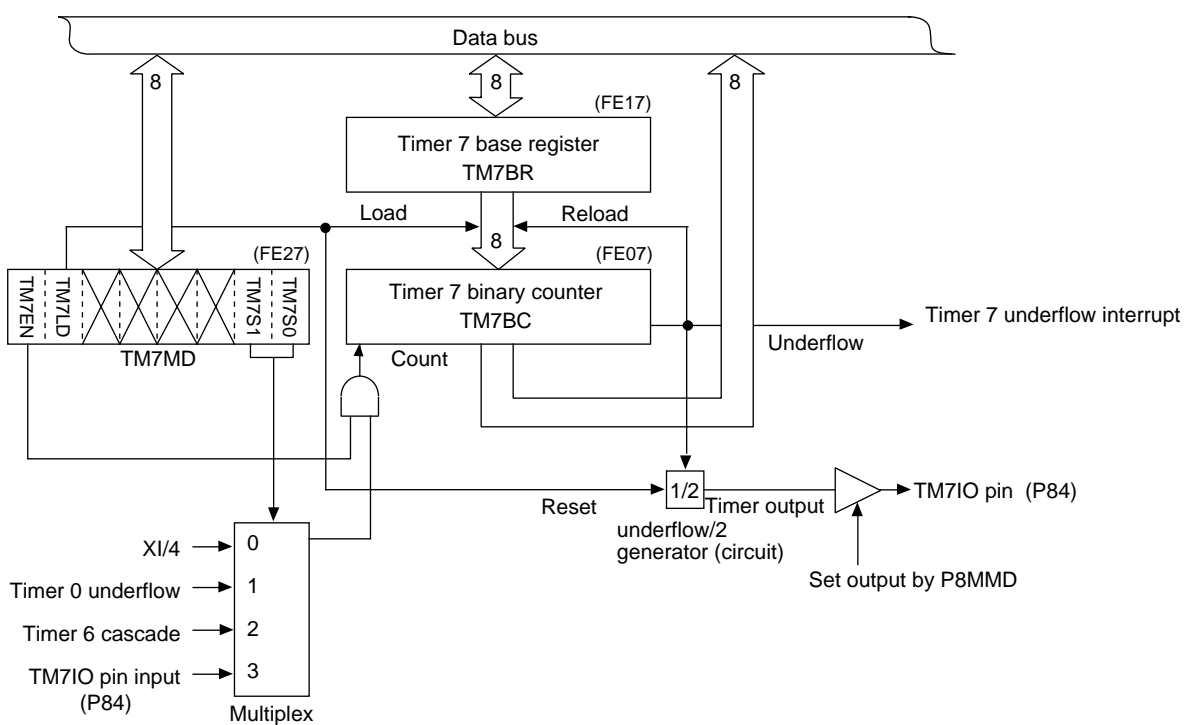 Data bus
8
8
8
(FE17)
Timer 7 base register
TM7BR
Load
Reload
8
(FE27)
(FE07)
TM7EN
TM7LD
TM7S1
TM7S0
Timer 7 binary counter
TM7BC
Timer 7 underflow interrupt
Underflow
TM7MD
Count
1/2
Timer output
TM7IO pin (P84)
Reset
underflow/2
generator (circuit)
Set output by P8MMD
XI/4
0
Timer 0 underflow
1
Timer 6 cascade
2
TM7IO pin input
(P84)
3
Multiplex